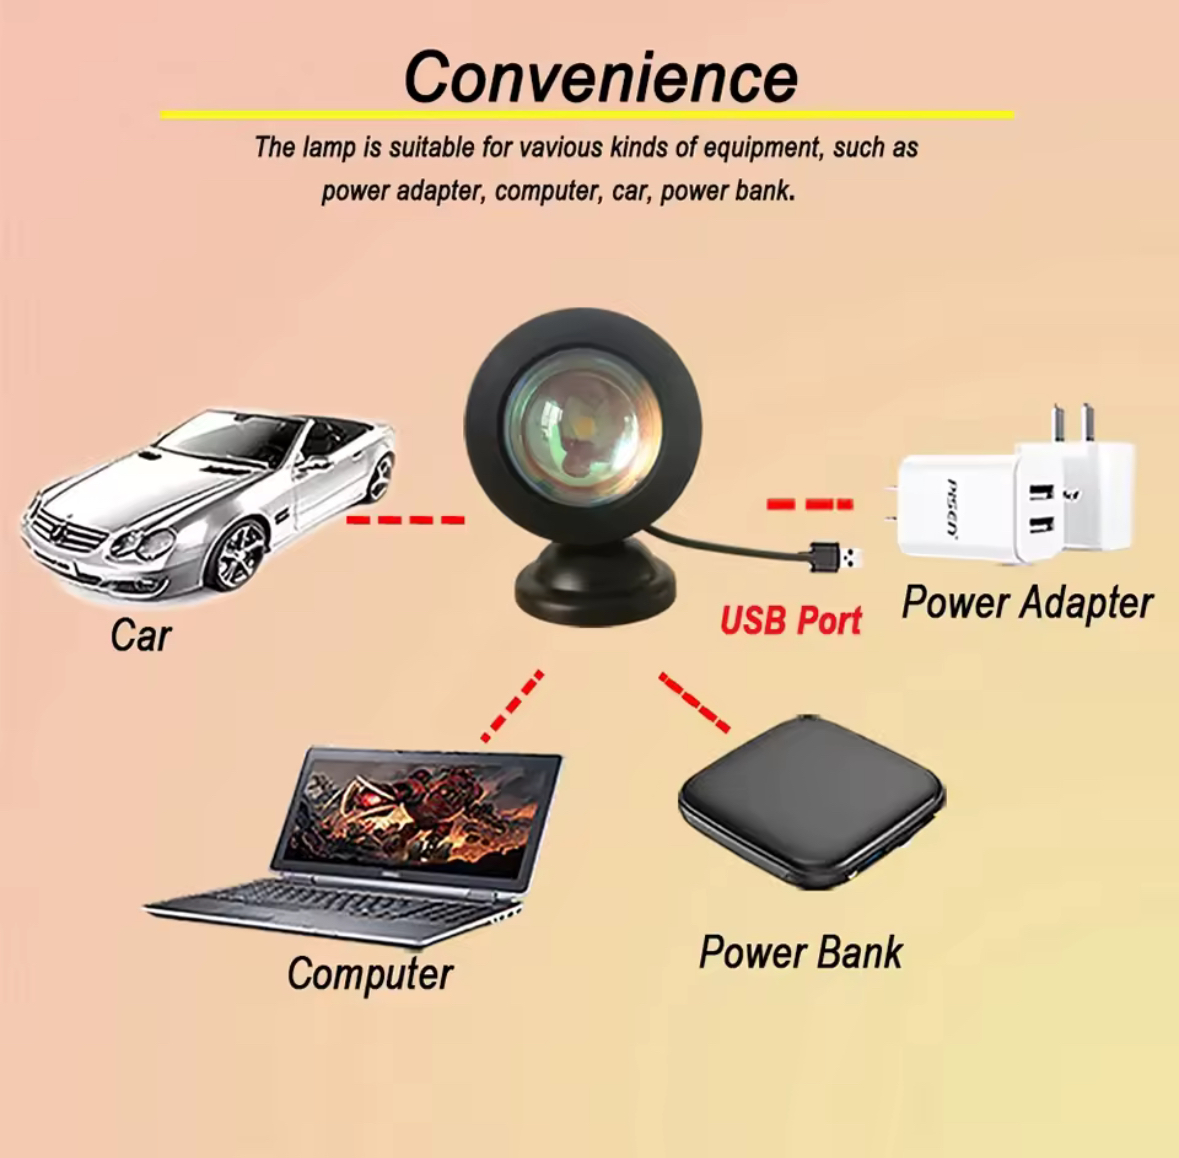 Convenience
The lamp is suitable for vavious kinds of equipment, such as
power adapter, computer, car, power bank.
PISEN
Car
USB Port
Power Adapter
Computer
Power Bank